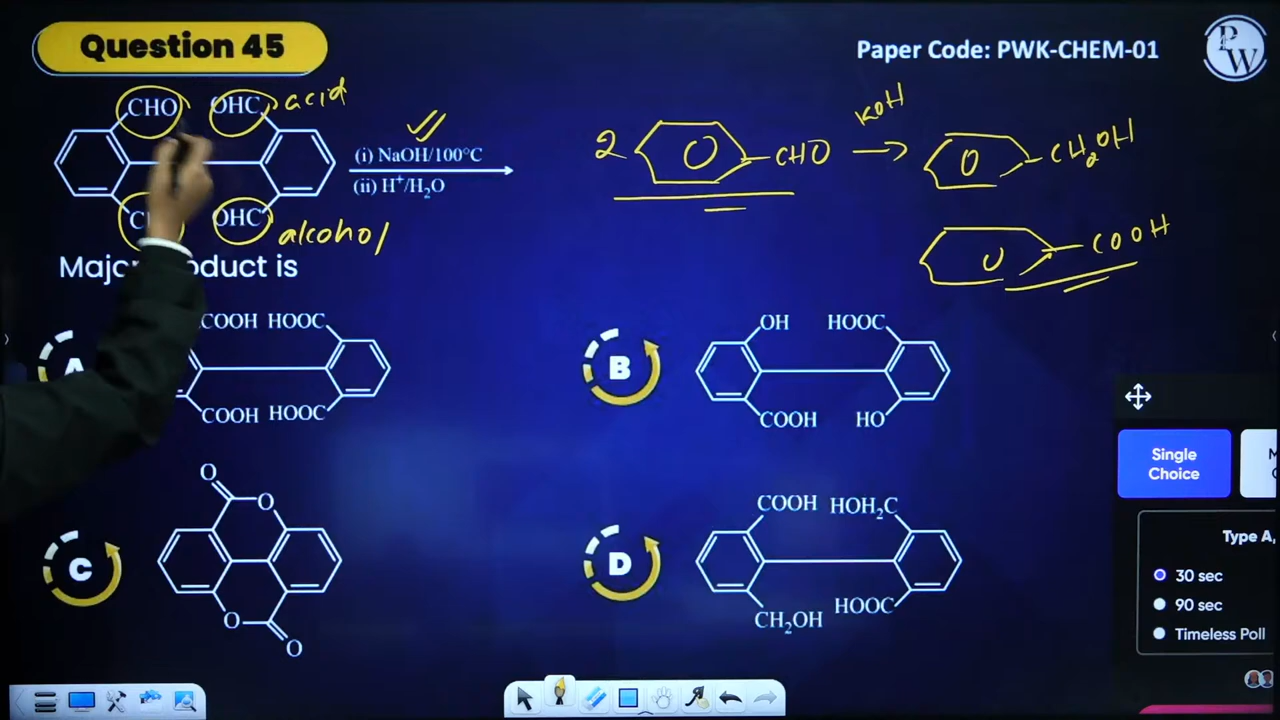 Question 45
Paper Code: PWK-CHEM-01
PW
CHO OHC acid
(i) NaOH/100°C
(ii) H⁺/H₂O
OHC alcohol
2 CHO KOH CH₂OH
COOH
Major product is
COOH HOOC
COOH HOOC
B
OH HOOC
COOH HO
C
O
O
O
O
D
COOH HOH₂C
CH₂OH HOOC
Single
Choice
Type A,
30 sec
90 sec
Timeless Poll